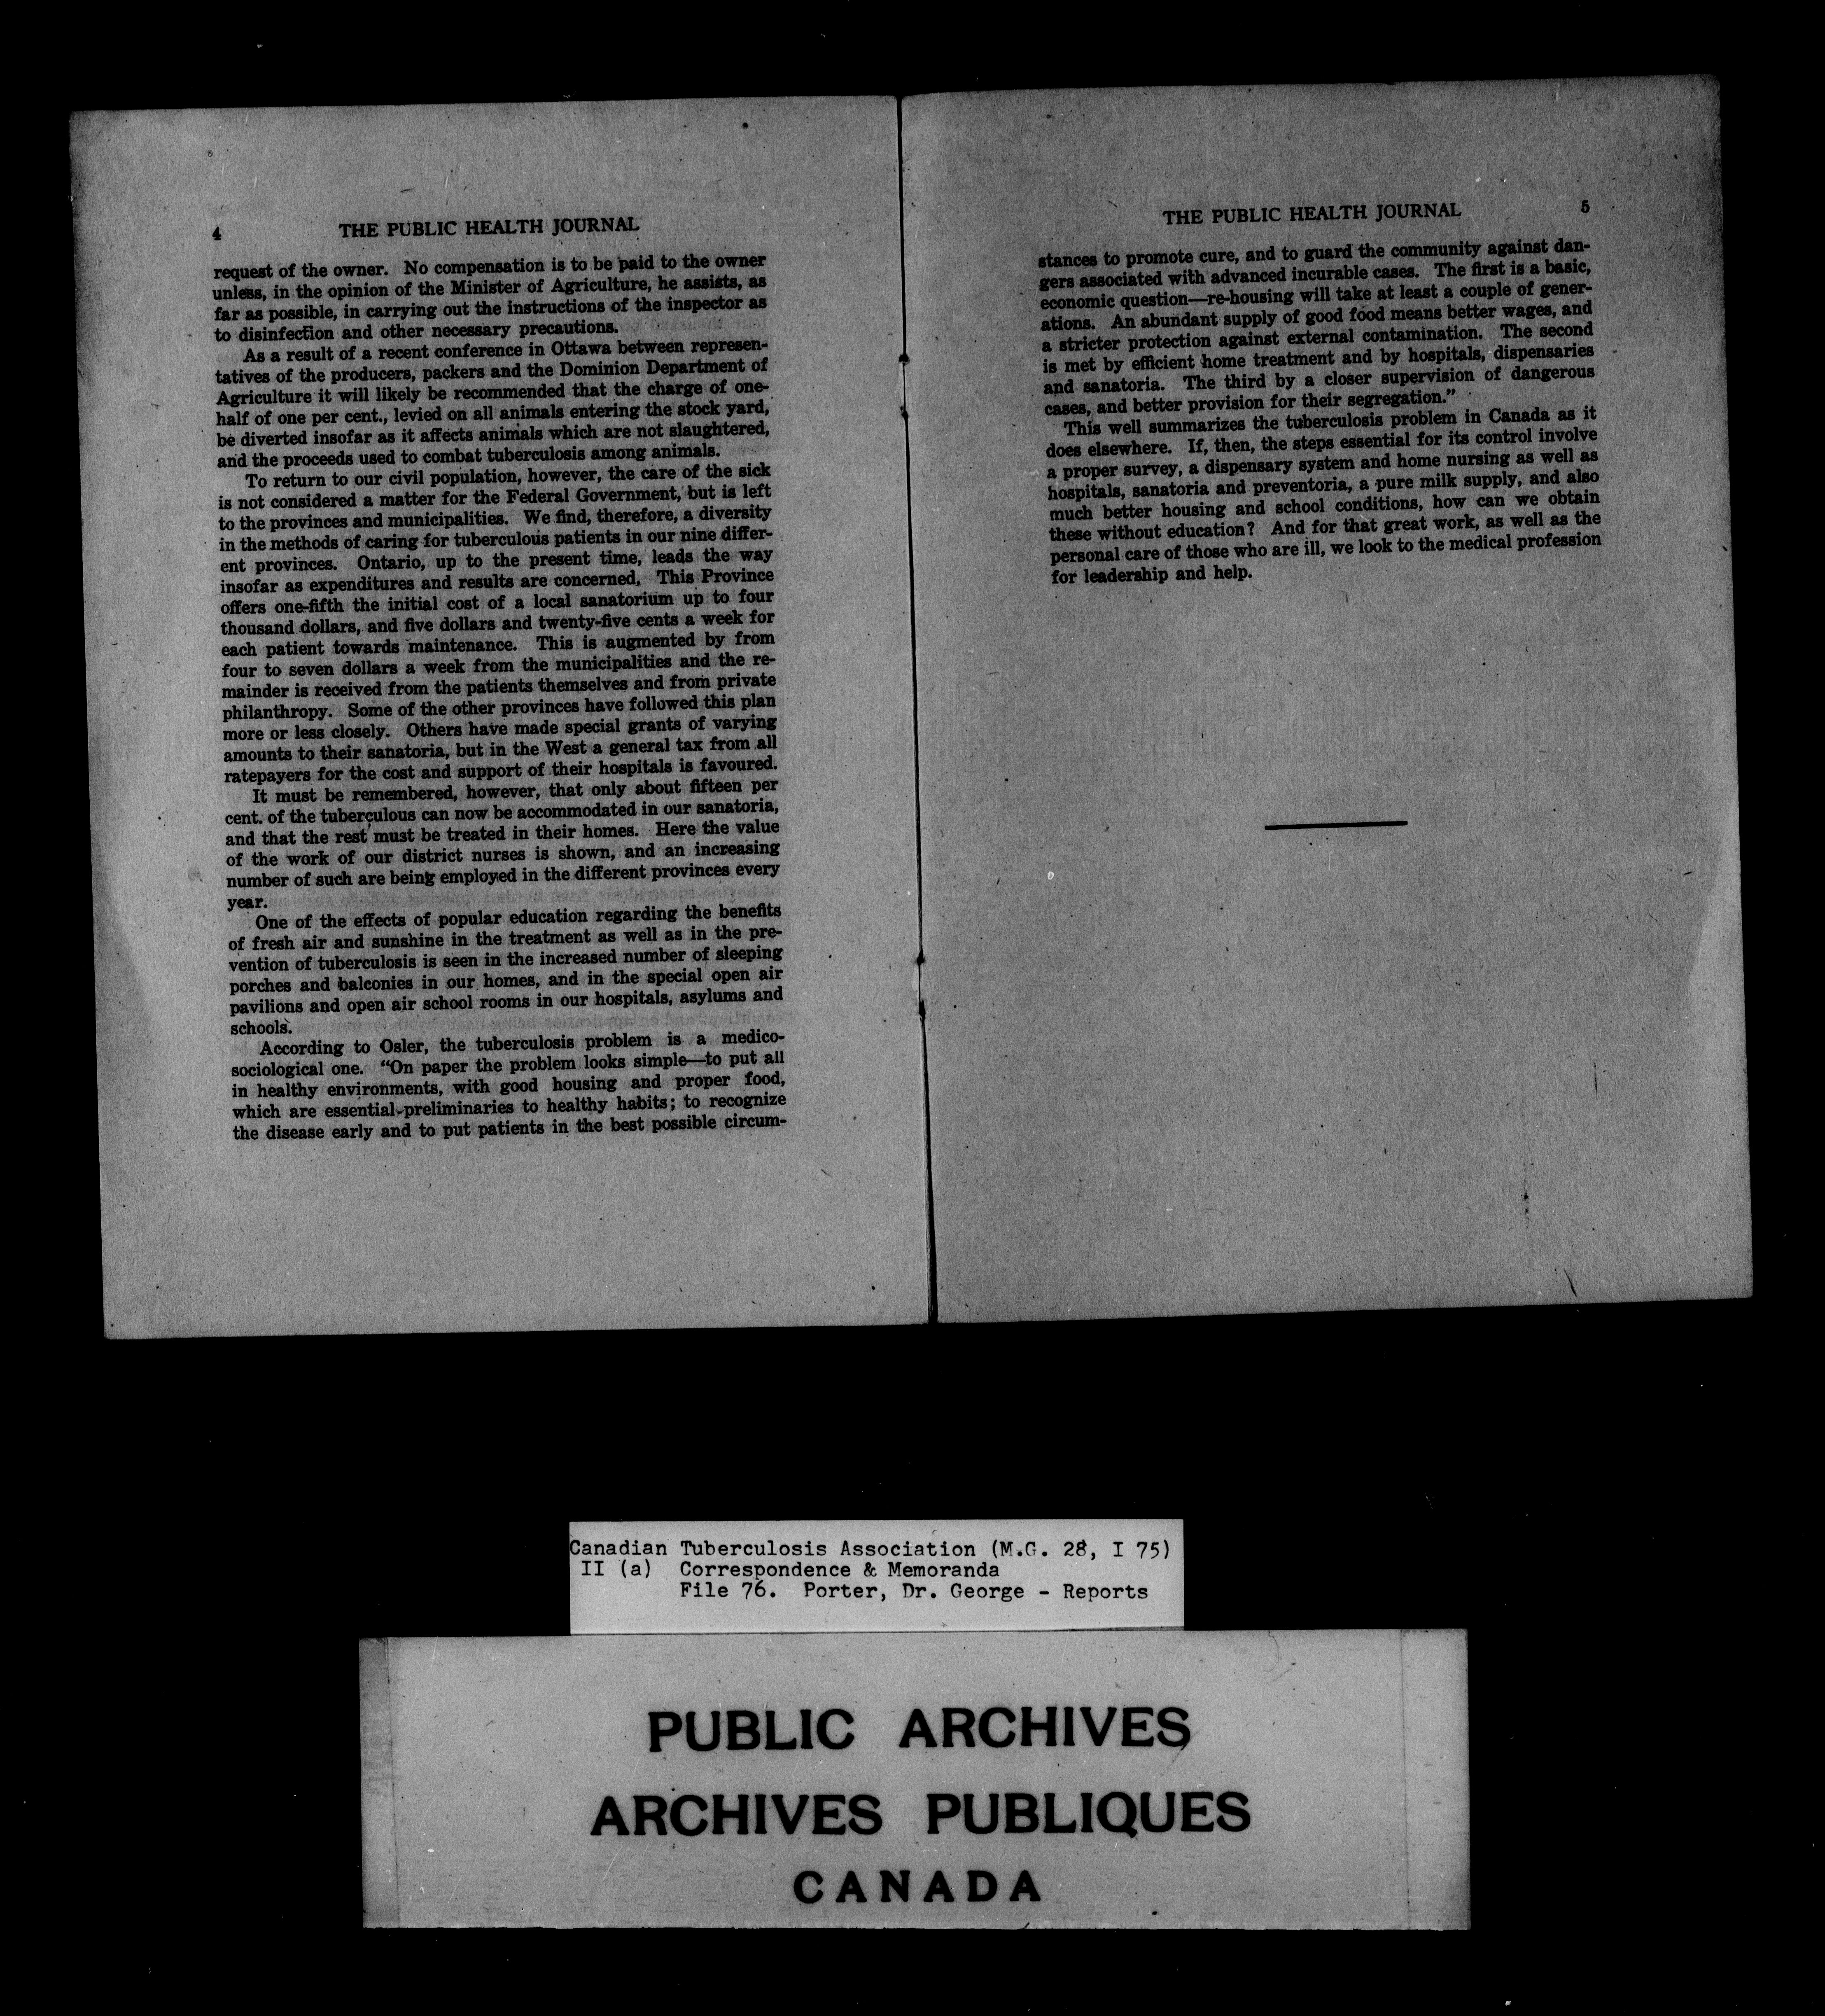 4 THE PUBLIC HEALTH JOURNAL
request of the owner. No compensation is to be paid to the owner
unless, in the opinion of the Minister of Agriculture, he assists, as
far as possible, in carrying out the instructions of the inspector as
to disinfection and other necessary precautions.
As a result of a recent conference in Ottawa between represen-
tatives of the producers, packers and the Dominion Department of
Agriculture it will likely be recommended that the charge of one-
half of one per cent., levied on all animals entering the stock yard,
be diverted insofar as it affects animals which are not slaughtered,
and the proceeds used to combat tuberculosis among animals.
To return to our civil population, however, the care of the sick
is not considered a matter for the Federal Government, but is left
to the provinces and municipalities. We find, therefore, a diversity
in the methods of caring for tuberculous patients in our nine differ-
ent provinces. Ontario, up to the present time, leads the way
insofar as expenditures and results are concerned. This Province
offers one-fifth the initial cost of a local sanatorium up to four
thousand dollars, and five dollars and twenty-five cents a week for
each patient towards maintenance. This is augmented by from
four to seven dollars a week from the municipalities and the re-
mainder is received from the patients themselves and from private
philanthropy. Some of the other provinces have followed this plan
more or less closely. Others have made special grants of varying
amounts to their sanatoria, but in the West a general tax from all
ratepayers for the cost and support of their hospitals is favoured.
It must be remembered, however, that only about fifteen per
cent. of the tuberculous can now be accommodated in our sanatoria,
and that the rest must be treated in their homes. Here the value
of the work of our district nurses is shown, and an increasing
number of such are being employed in the different provinces every
year.
One of the effects of popular education regarding the benefits
of fresh air and sunshine in the treatment as well as in the pre-
vention of tuberculosis is seen in the increased number of sleeping
porches and balconies in our homes, and in the special open air
pavilions and open air school rooms in our hospitals, asylums and
schools.
According to Osler, the tuberculosis problem is a medico-
sociological one. "On paper the problem looks simple—to put all
in healthy environments, with good housing and proper food,
which are essential preliminaries to healthy habits; to recognize
the disease early and to put patients in the best possible circum-
THE PUBLIC HEALTH JOURNAL 5
stances to promote cure, and to guard the community against dan-
gers associated with advanced incurable cases. The first is a basic,
economic question—re-housing will take at least a couple of gener-
ations. An abundant supply of good food means better wages, and
a stricter protection against external contamination. The second
is met by efficient home treatment and by hospitals, dispensaries
and sanatoria. The third by a closer supervision of dangerous
cases, and better provision for their segregation."
This well summarizes the tuberculosis problem in Canada as it
does elsewhere. If, then, the steps essential for its control involve
a proper survey, a dispensary system and home nursing as well as
hospitals, sanatoria and preventoria, a pure milk supply, and also
much better housing and school conditions, how can we obtain
these without education? And for that great work, as well as the
personal care of those who are ill, we look to the medical profession
for leadership and help.
Canadian Tuberculosis Association (M.G. 28, I 75)
II (a) Correspondence & Memoranda
File 76. Porter, Dr. George - Reports
PUBLIC ARCHIVES
ARCHIVES PUBLIQUES
CANADA